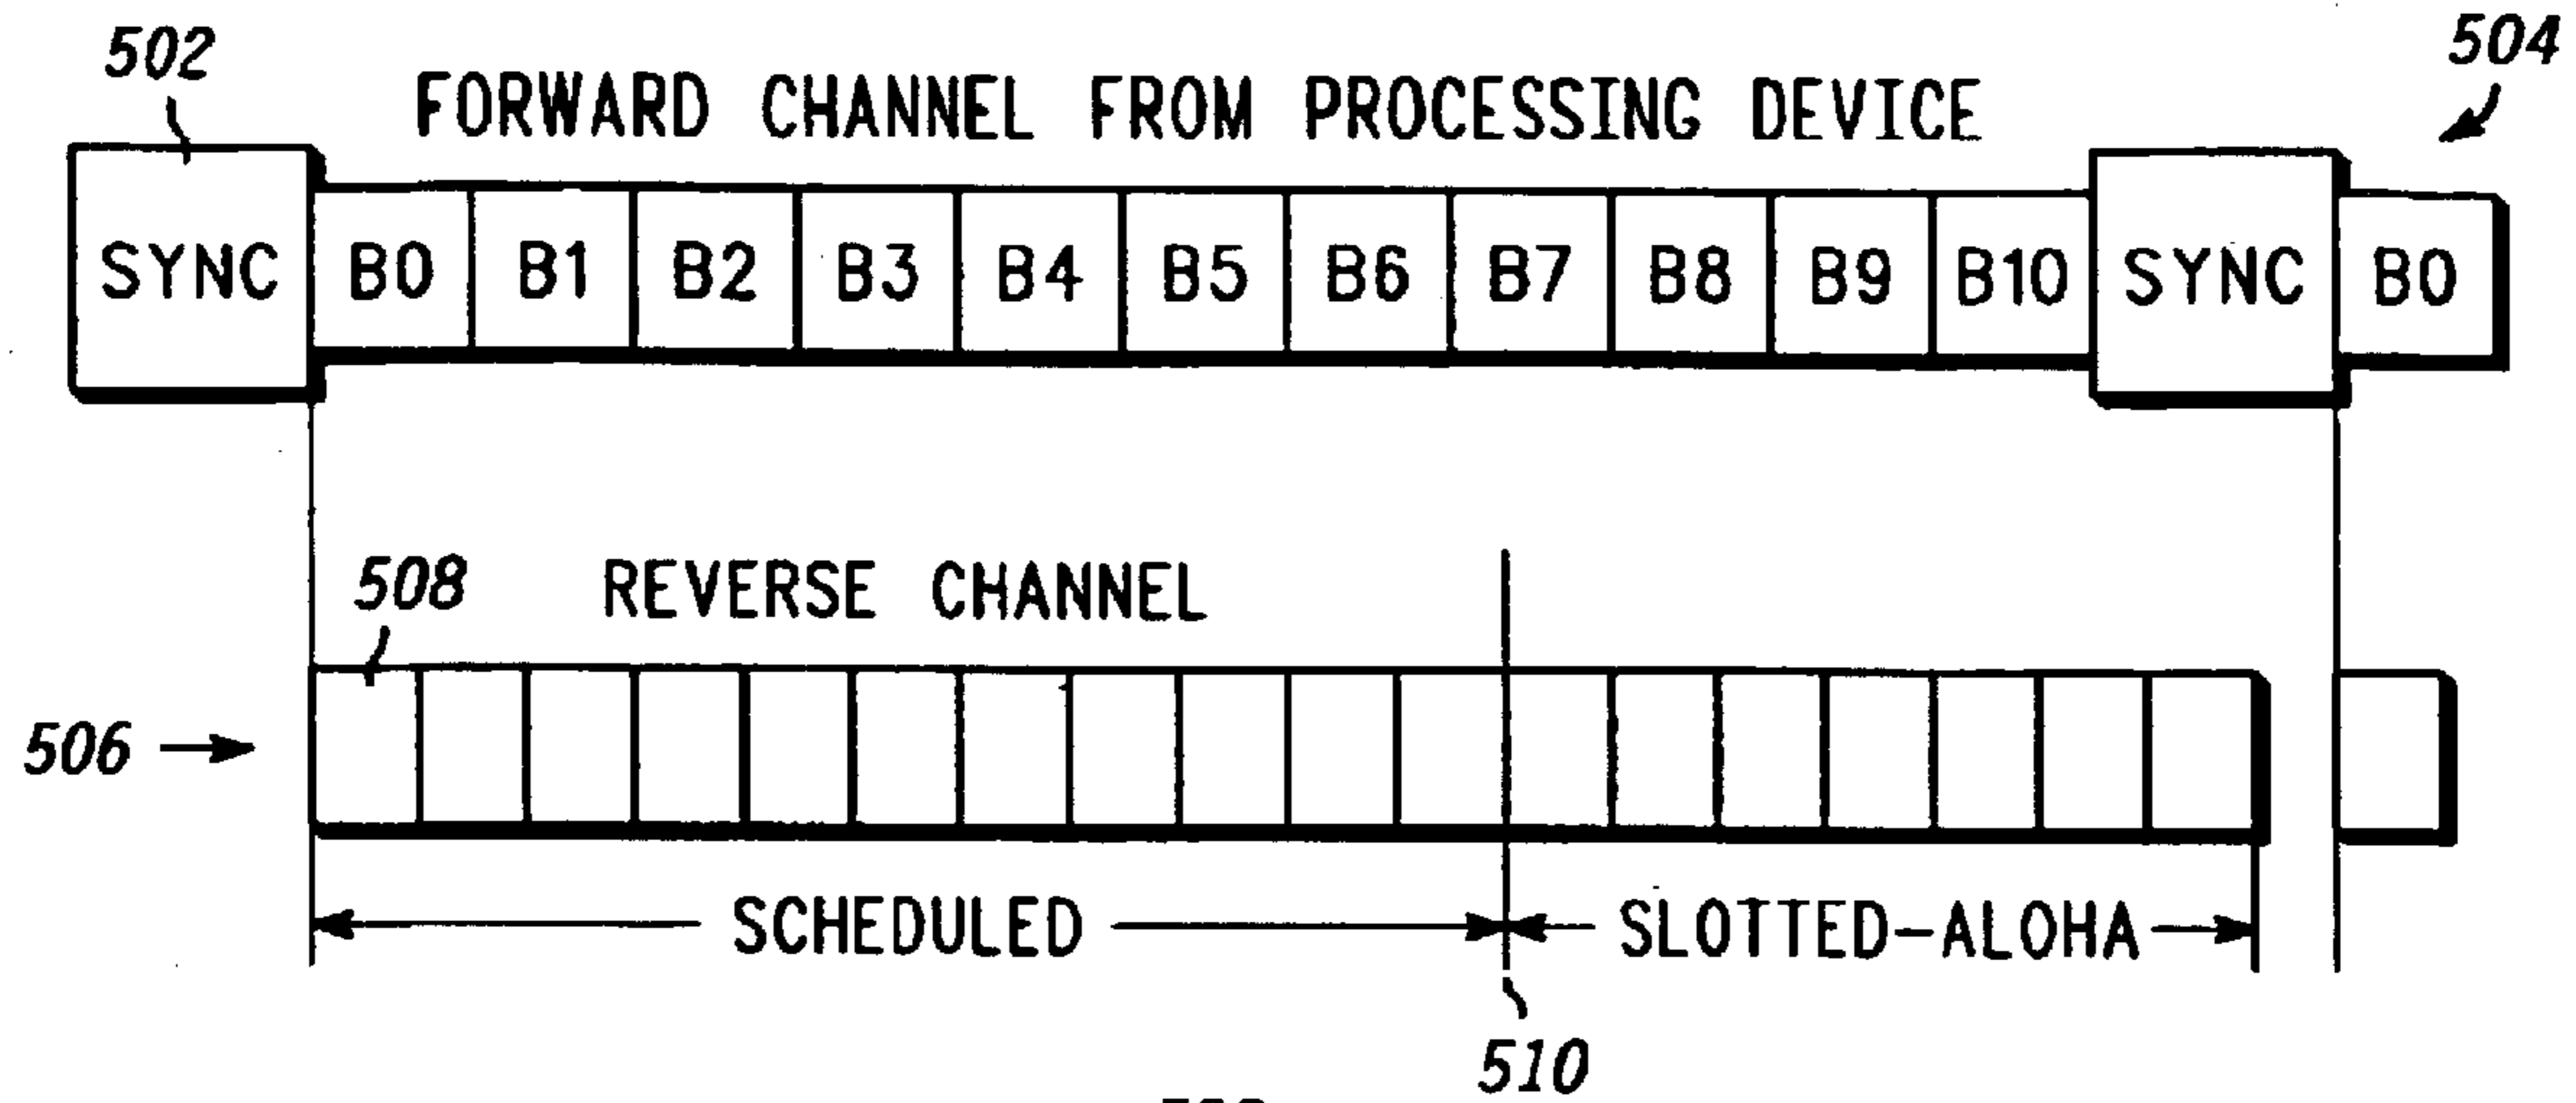 502
504
FORWARD CHANNEL FROM PROCESSING DEVICE
SYNC B0 B1 B2 B3 B4 B5 B6 B7 B8 B9 B10 SYNC B0
508
REVERSE CHANNEL
506
SCHEDULED
SLOTTED-ALOHA
510